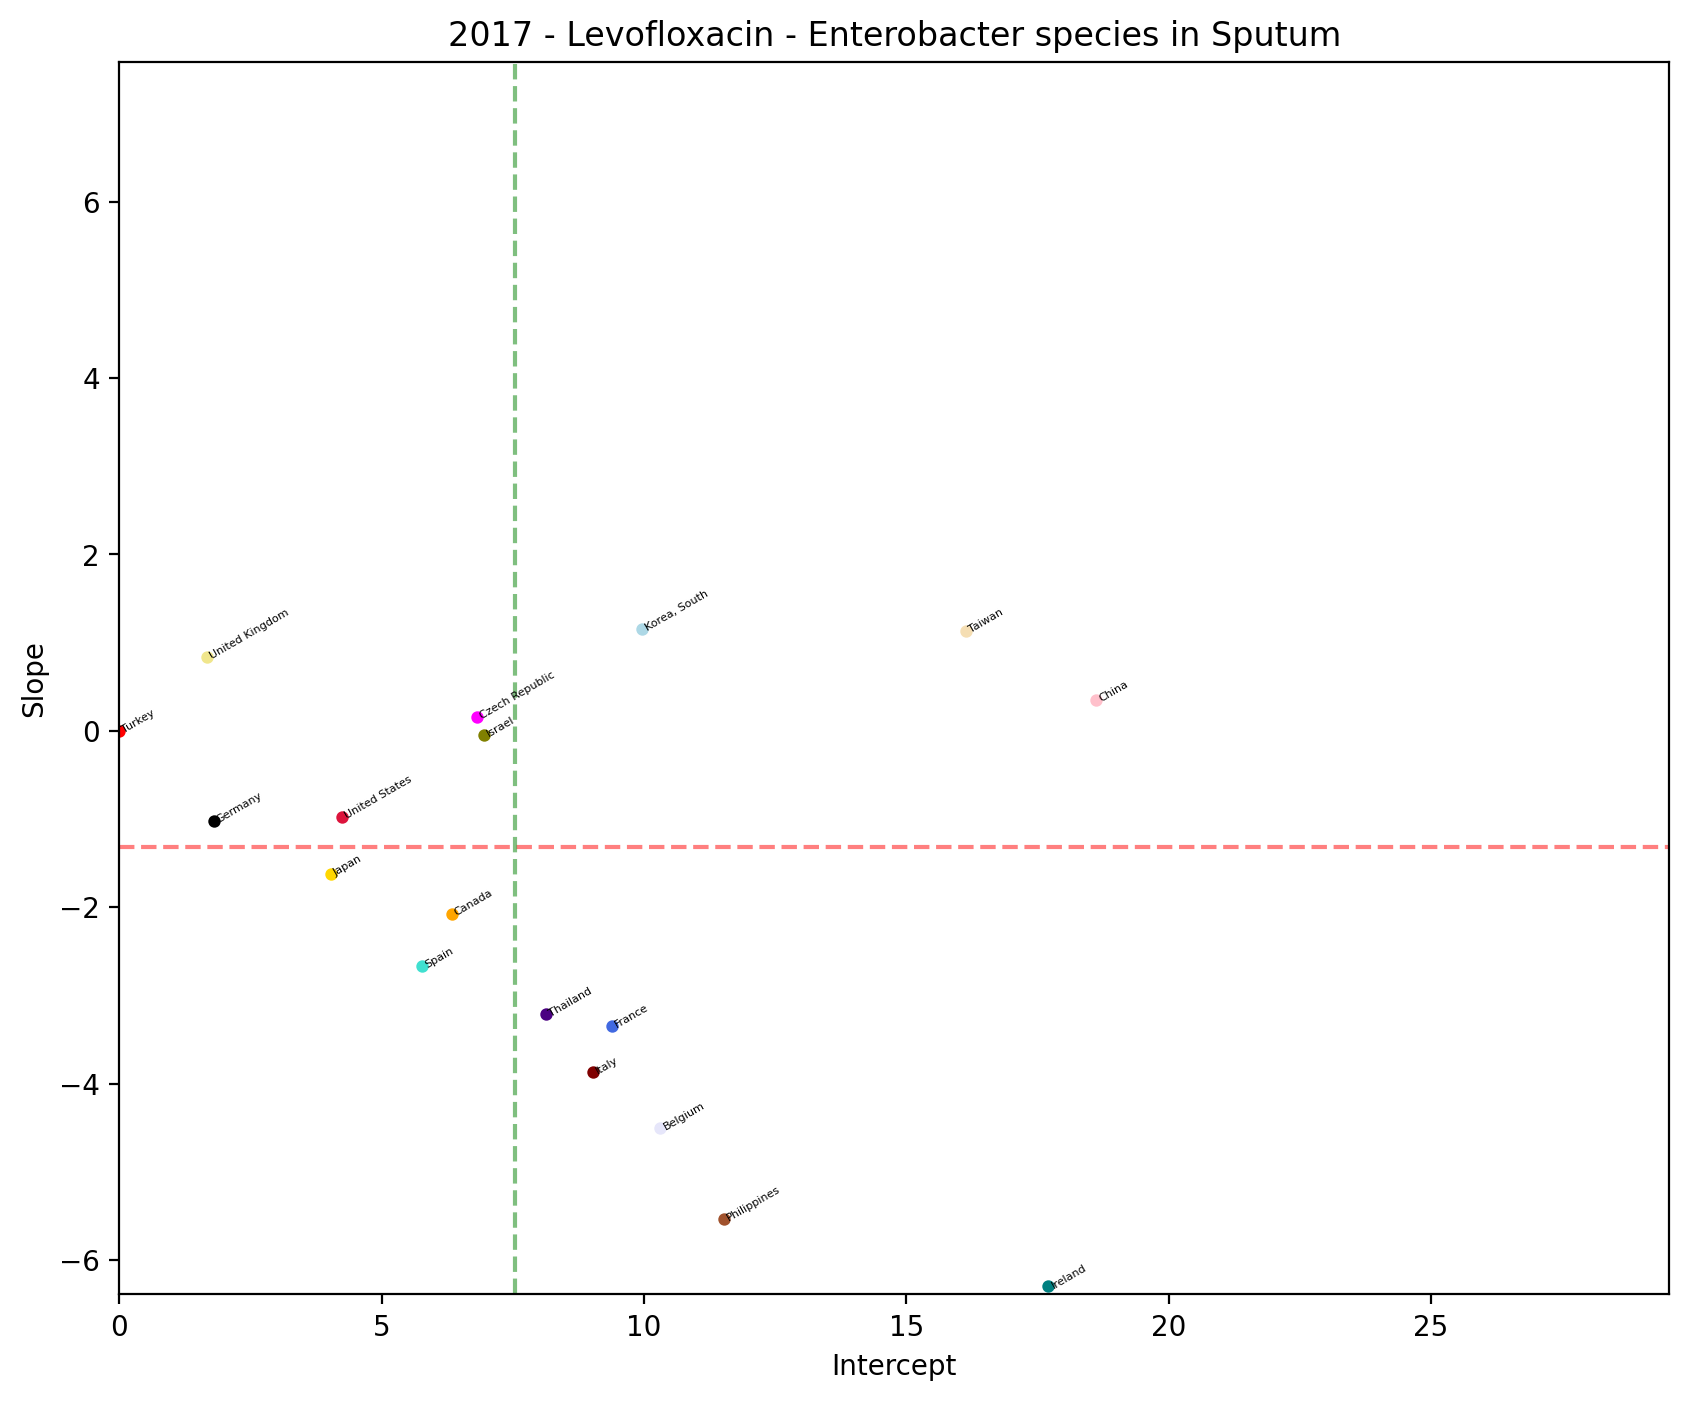 2017 - Levofloxacin - Enterobacter species in Sputum
6
4
2
0
−2
−4
−6
Slope
Korea, South
Taiwan
United Kingdom
China
Czech Republic
Turkey
Israel
United States
Germany
Japan
Canada
Spain
Thailand
France
Italy
Belgium
Philippines
Ireland
0
5
10
15
20
25
Intercept